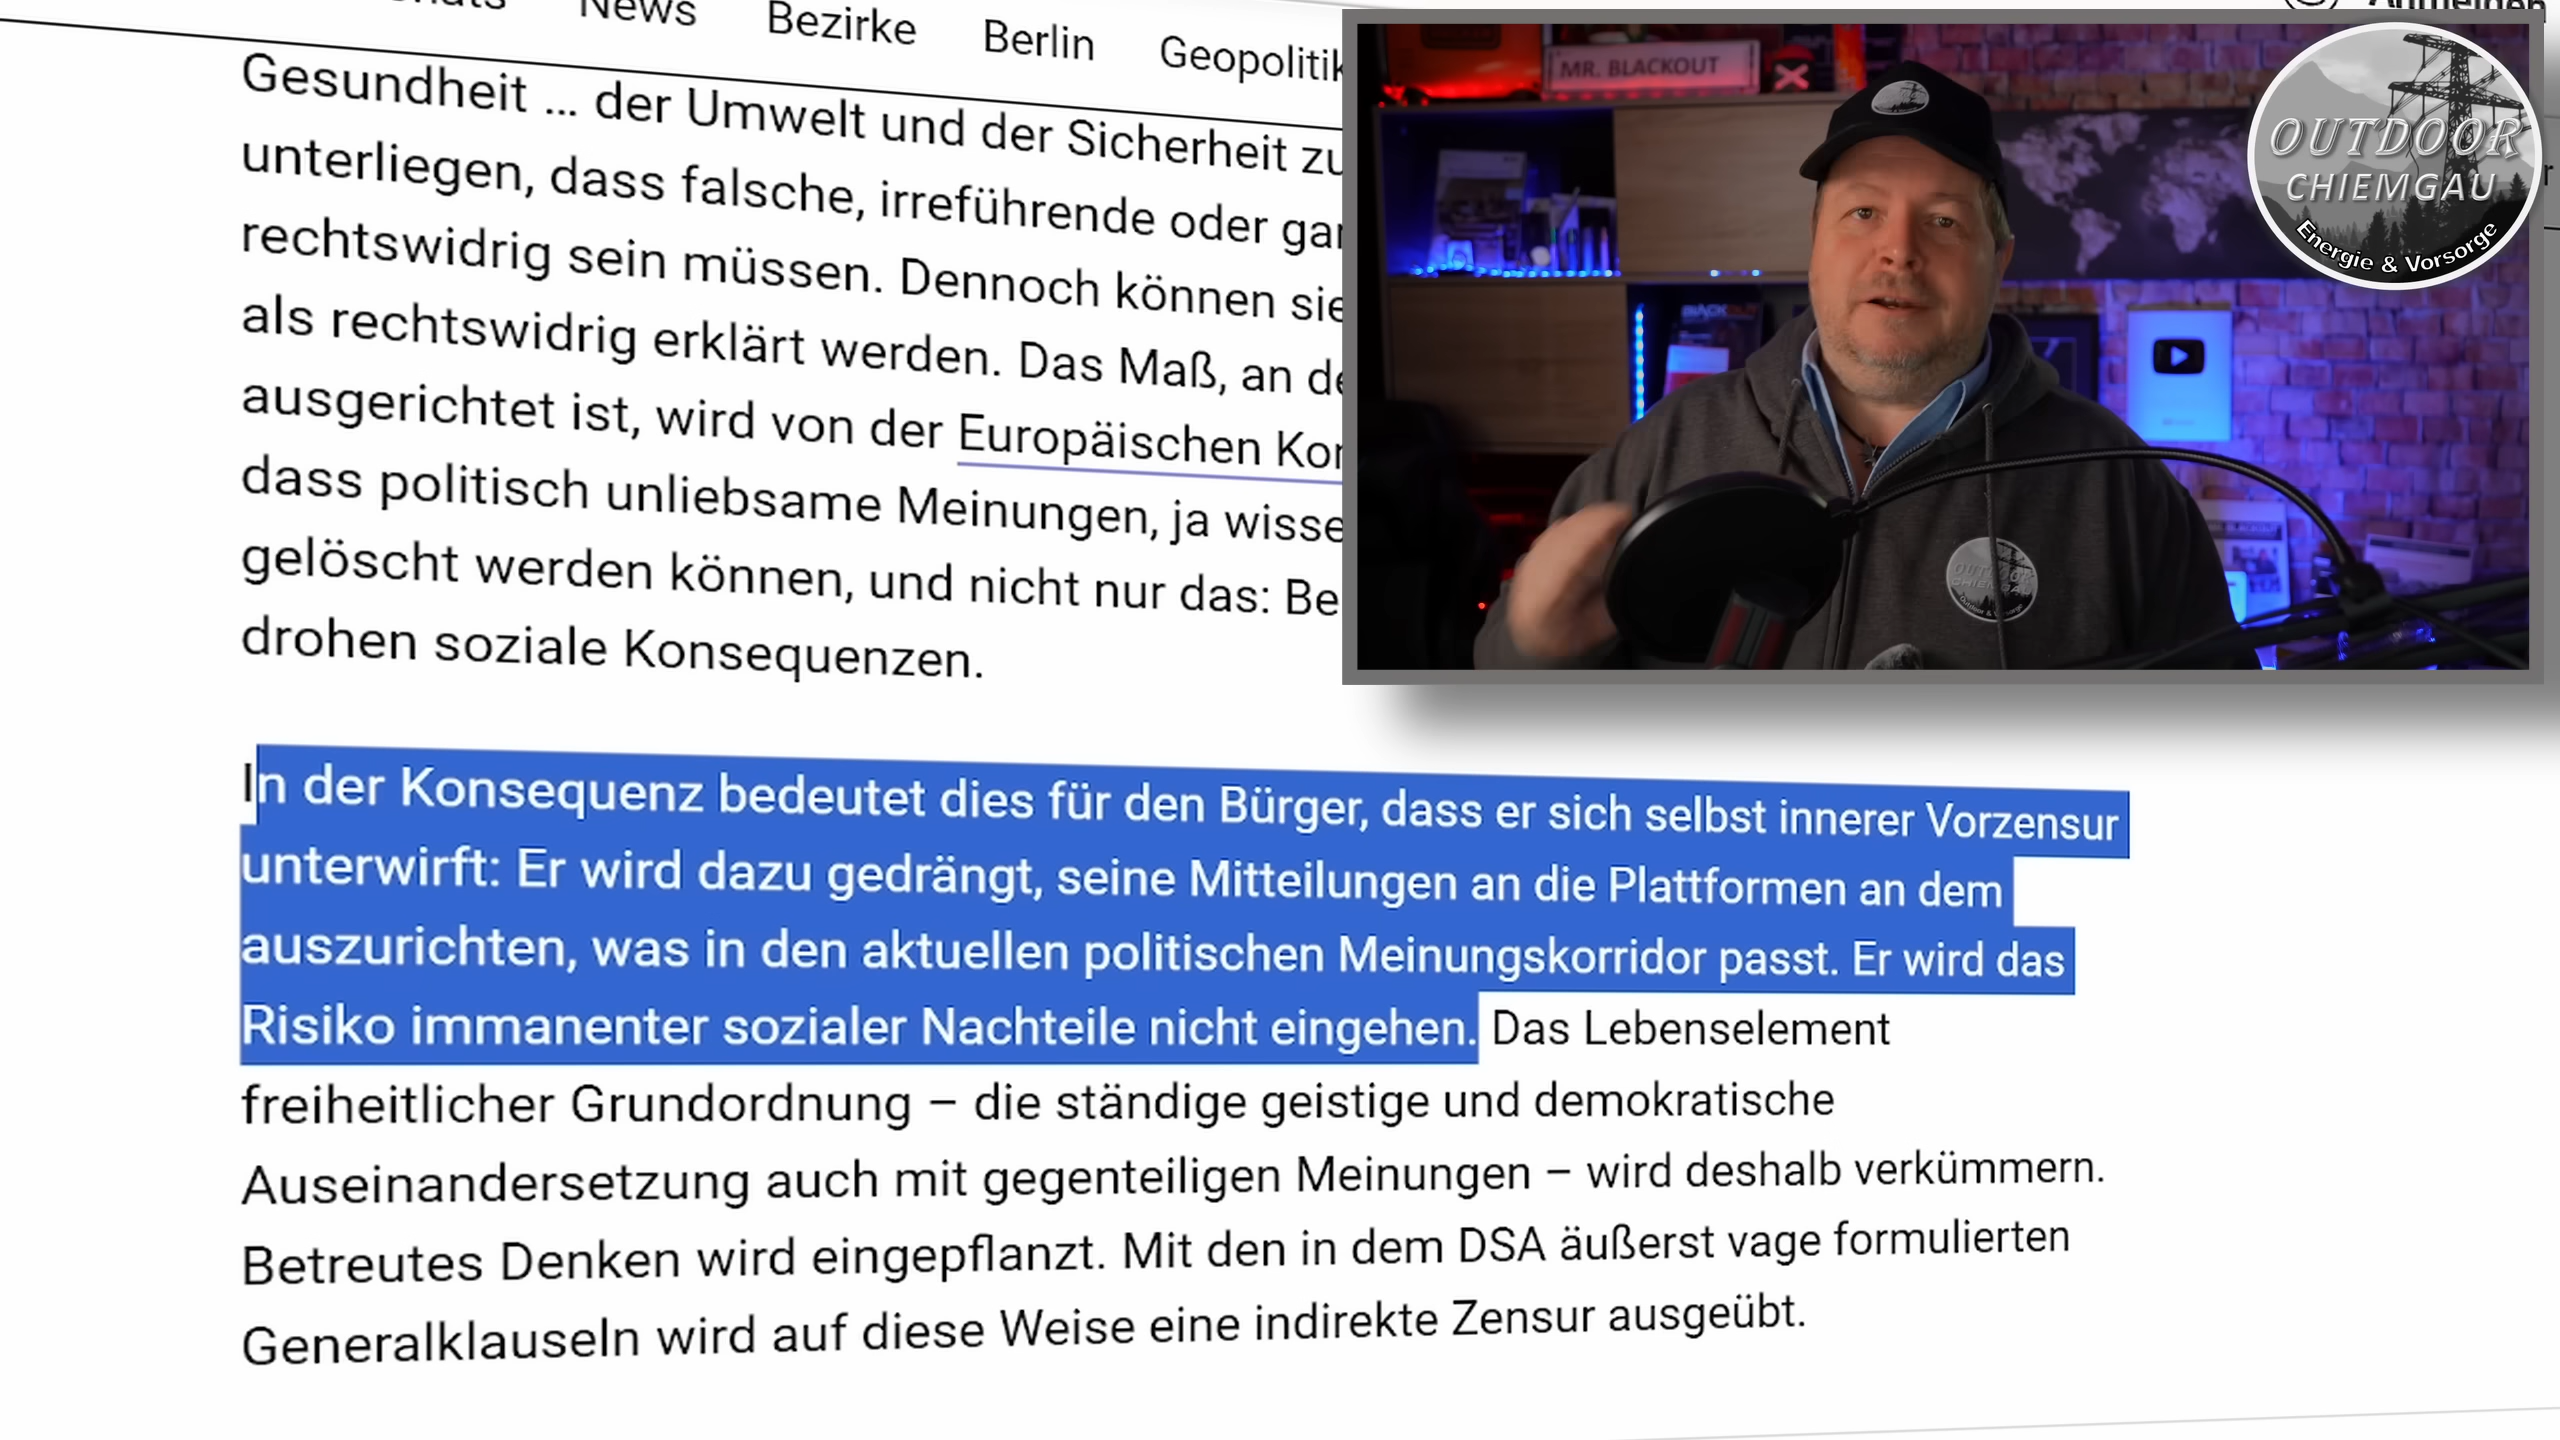 News Bezirke Berlin Geopolitik
Gesundheit ... der Umwelt und der Sicherheit zu
unterliegen, dass falsche, irreführende oder
rechtswidrig sein müssen. Dennoch können sie
als rechtswidrig erklärt werden. Das Maß, an
ausgerichtet ist, wird von der Europäischen
dass politisch unliebsame Meinungen, ja
gelöscht werden können, und nicht nur das:
drohen soziale Konsequenzen.
In der Konsequenz bedeutet dies für den Bürger, dass er sich selbst innerer Vorzensur
unterwirft: Er wird dazu gedrängt, seine Mitteilungen an die Plattformen an dem
auszurichten, was in den aktuellen politischen Meinungskorridor passt. Er wird das
Risiko immanenter sozialer Nachteile nicht eingehen. Das Lebenselement
freiheitlicher Grundordnung – die ständige geistige und demokratische
Auseinandersetzung auch mit gegenteiligen Meinungen – wird deshalb verkümmern.
Betreutes Denken wird eingepflanzt. Mit den in dem DSA äußerst vage formulierten
Generalklauseln wird auf diese Weise eine indirekte Zensur ausgeübt.
MR. BLACKOUT
OUTDOOR
CHIEMGAU
Energie & Vorsorge